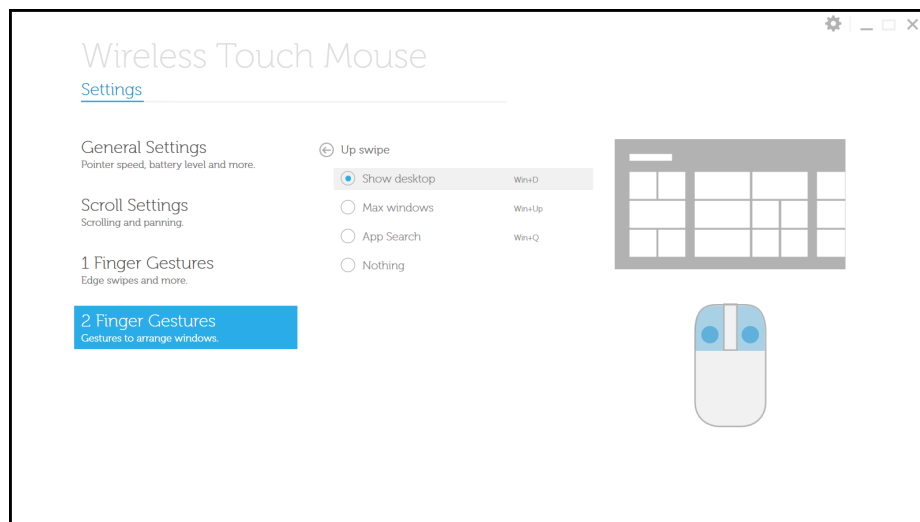 Wireless Touch Mouse
Settings
General Settings
Pointer speed, battery level and more.
Scroll Settings
Scrolling and panning.
1 Finger Gestures
Edge swipes and more.
2 Finger Gestures
Gestures to arrange windows.
Up swipe
Show desktop Win+D
Max windows Win+Up
App Search Win+Q
Nothing